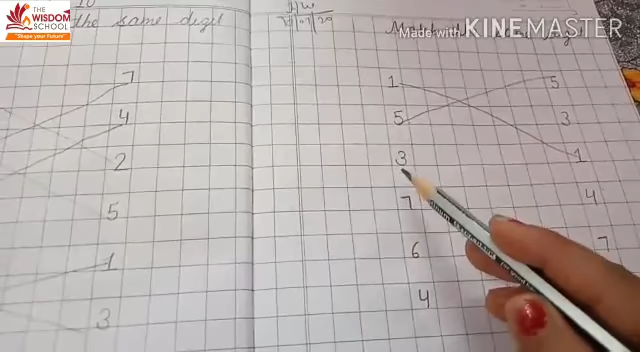 THE
WISDOM
SCHOOL
"Shape your Future"
the same digit
H.W
Made with KINEMASTER
7
4
2
5
1
3
1 5
5 3
3 1
7 4
6 7
4